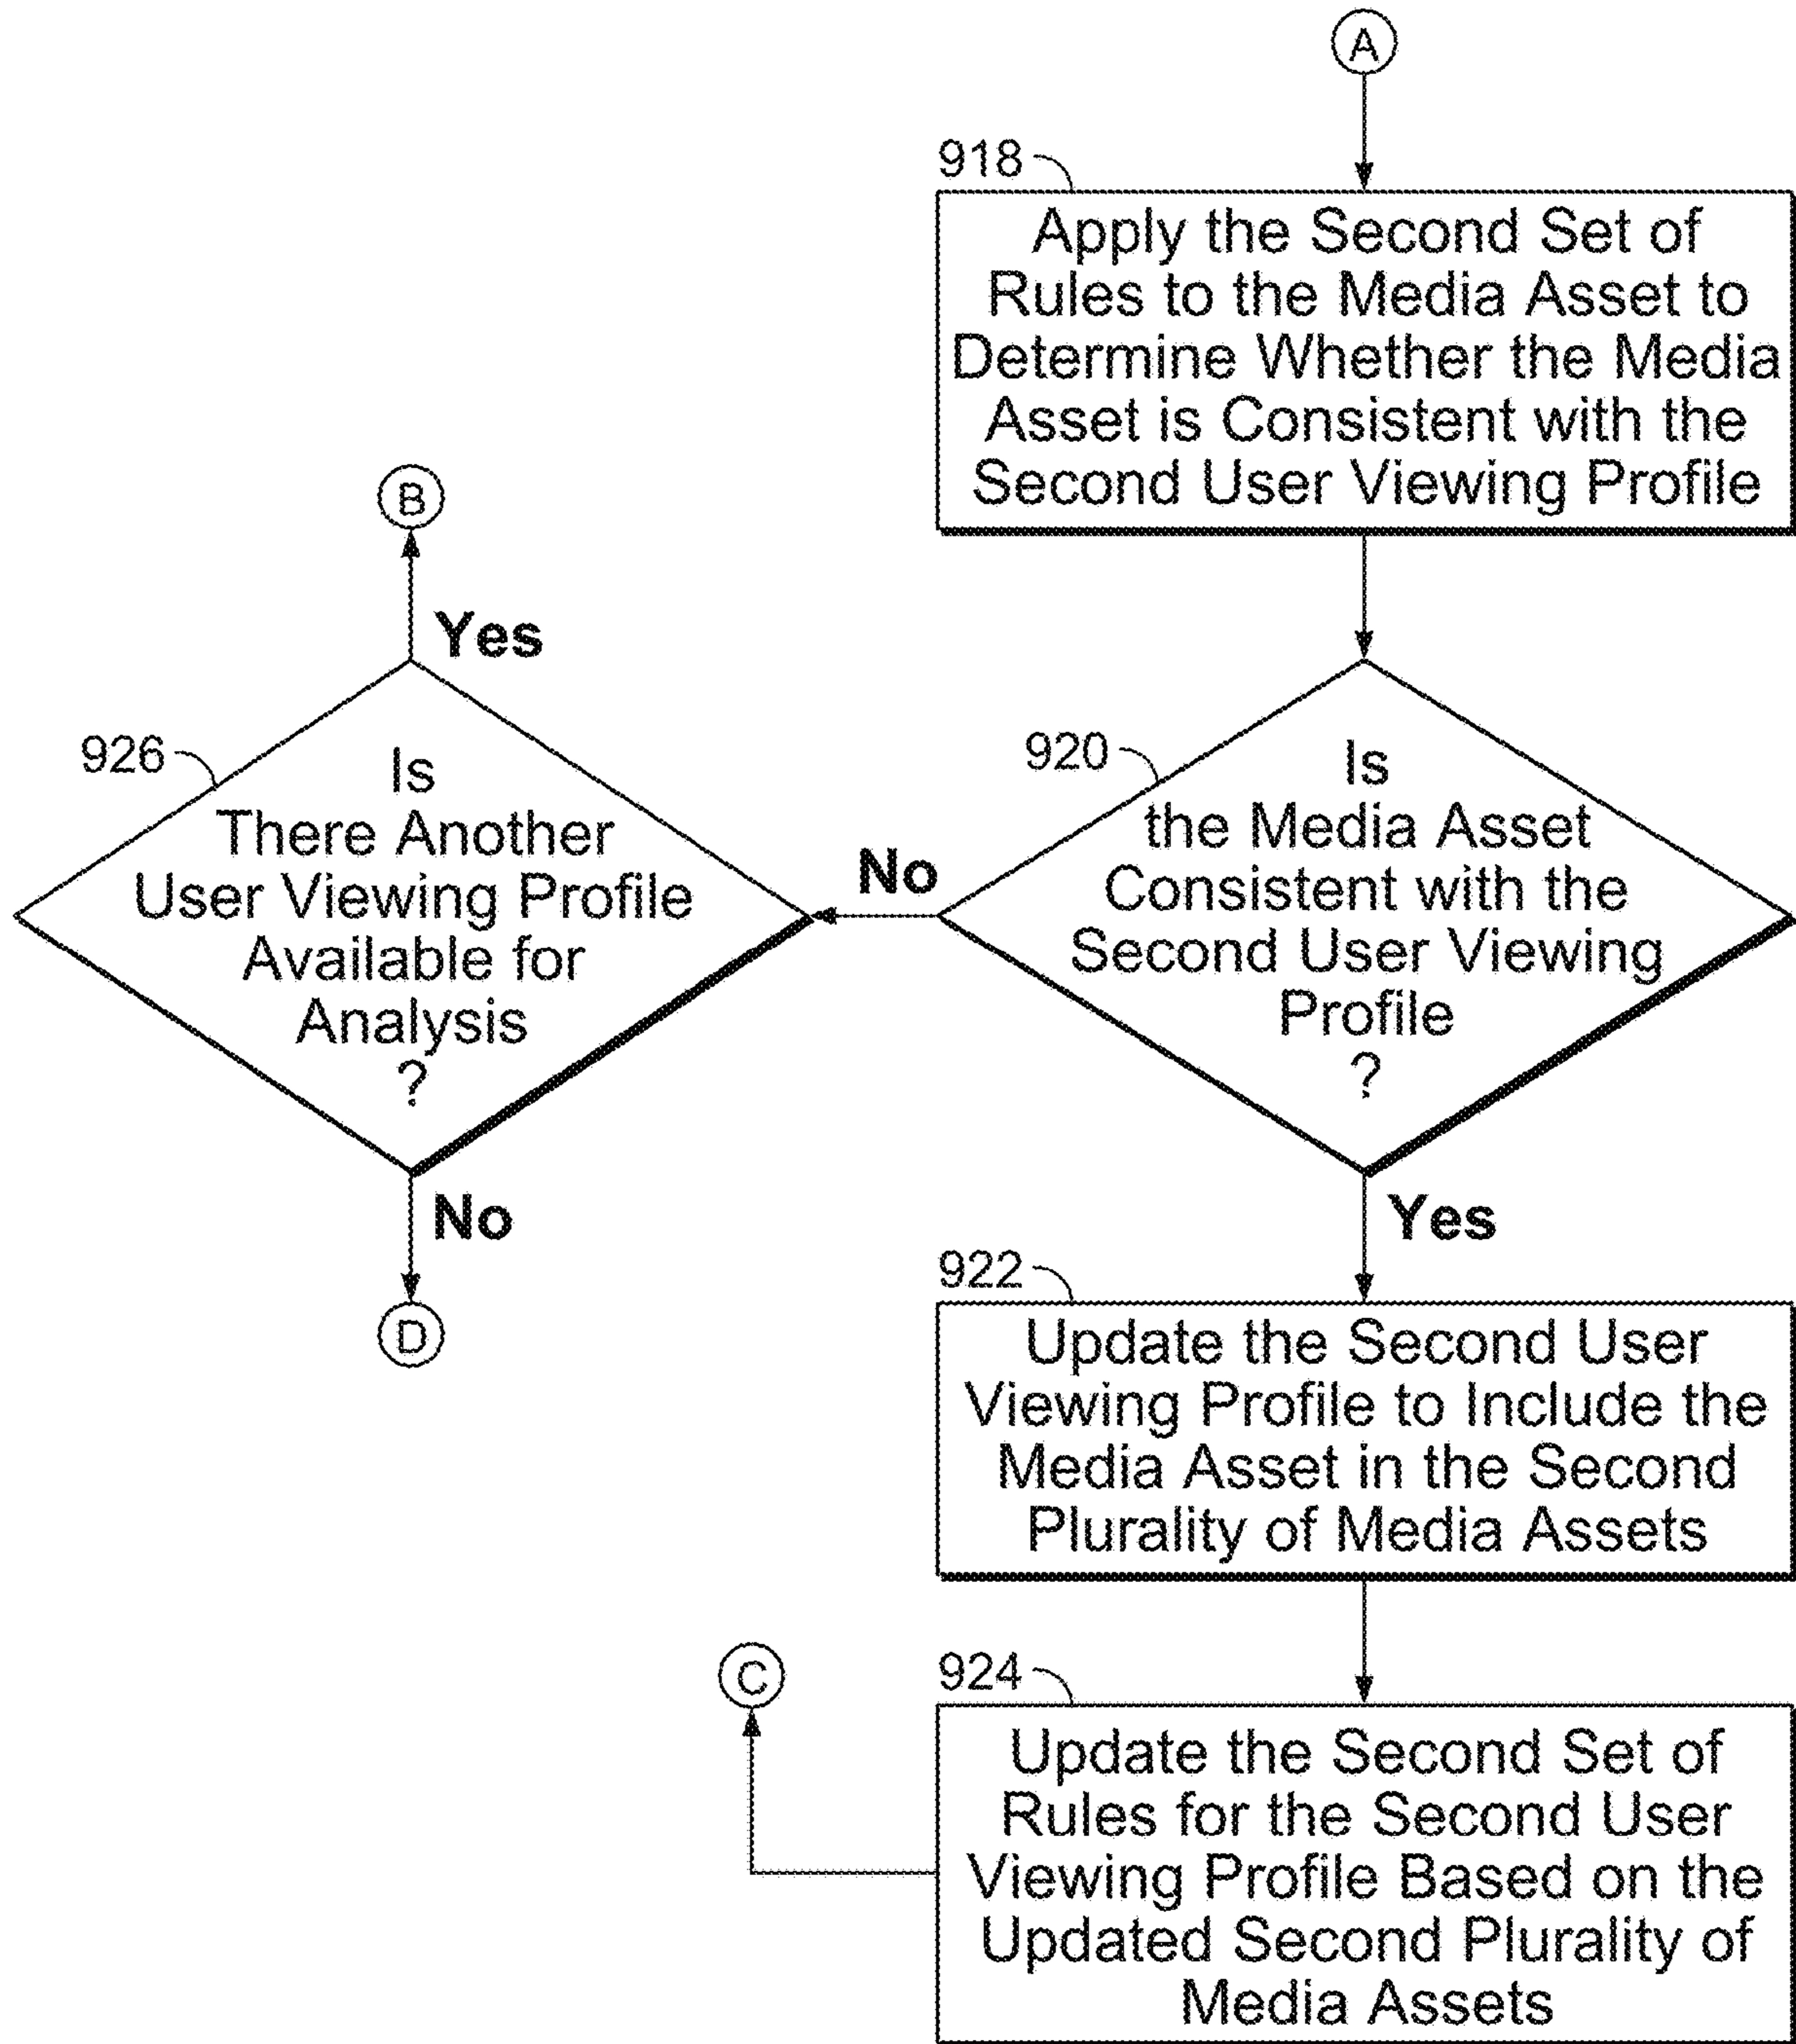 A
918
Apply the Second Set of
Rules to the Media Asset to
Determine Whether the Media
Asset is Consistent with the
Second User Viewing Profile
B
Yes
926
Is
There Another
User Viewing Profile
Available for
Analysis
?
No
D
920
Is
the Media Asset
Consistent with the
Second User Viewing
Profile
?
No
Yes
922
Update the Second User
Viewing Profile to Include the
Media Asset in the Second
Plurality of Media Assets
C
924
Update the Second Set of
Rules for the Second User
Viewing Profile Based on the
Updated Second Plurality of
Media Assets